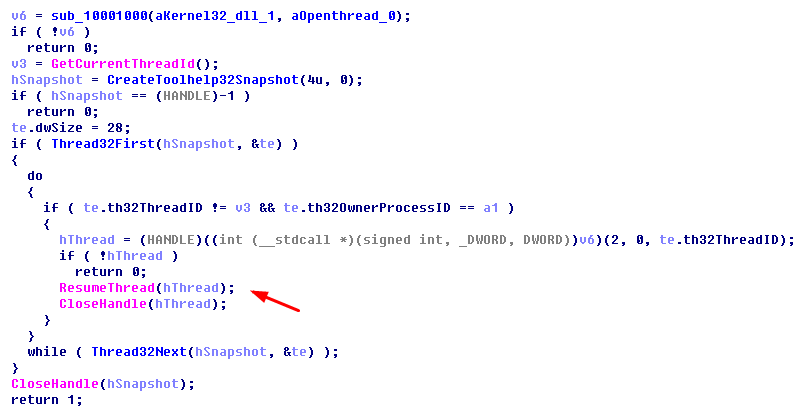 v6 = sub_10001000(aKernel32_dll_1, aOpenthread_0);
if ( !v6 )
  return 0;
v3 = GetCurrentThreadId();
hSnapshot = CreateToolhelp32Snapshot(4u, 0);
if ( hSnapshot == (HANDLE)-1 )
  return 0;
te.dwSize = 28;
if ( Thread32First(hSnapshot, &te) )
{
  do
  {
    if ( te.th32ThreadID != v3 && te.th32OwnerProcessID == a1 )
    {
      hThread = (HANDLE)((int (__stdcall *)(signed int, _DWORD, DWORD))v6)(2, 0, te.th32ThreadID);
      if ( !hThread )
        return 0;
      ResumeThread(hThread);
      CloseHandle(hThread);
    }
  }
  while ( Thread32Next(hSnapshot, &te) );
}
CloseHandle(hSnapshot);
return 1;